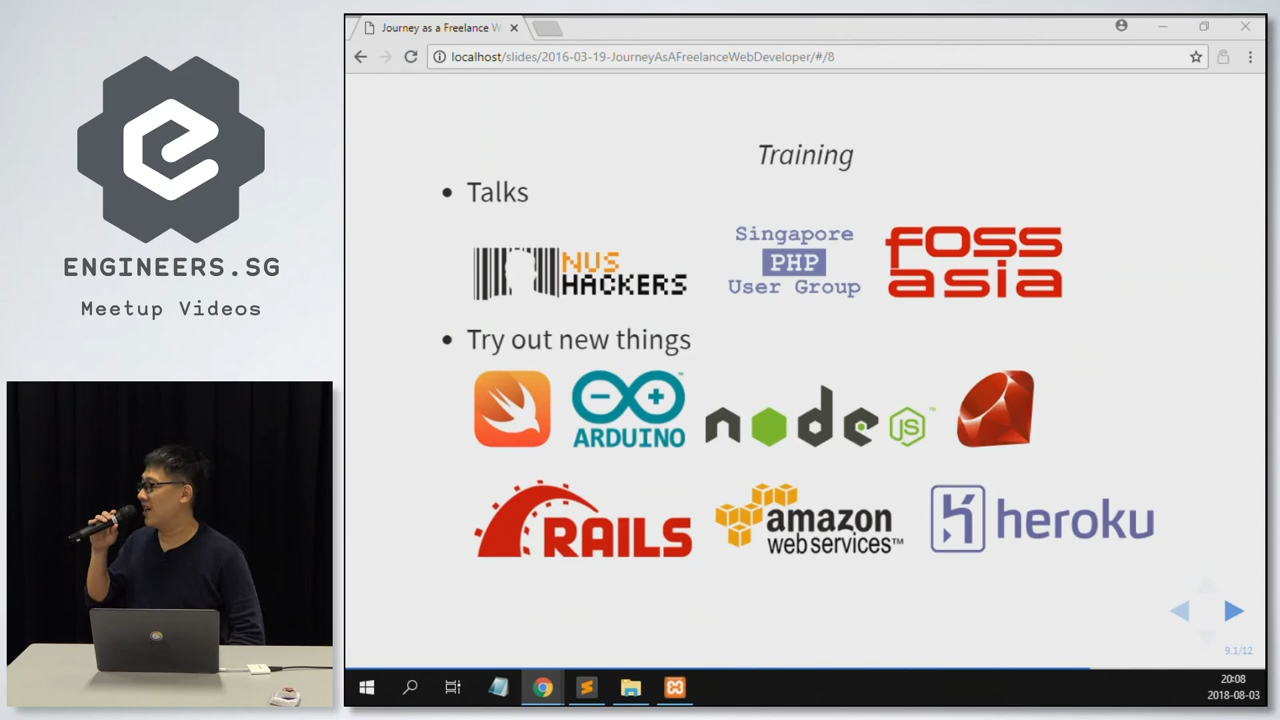 Journey as a Freelance W
localhost/slides/2016-03-19-JourneyAsAFreelanceWebDeveloper/#/8
ENGINEERS.SG
Meetup Videos
Training
Talks
NUS
HACKERS
Singapore
PHP
User Group
FOSS
asia
Try out new things
ARDUINO
node
JS
™
RAILS
amazon
web services™
heroku
9.1/12
20:08
2018-08-03